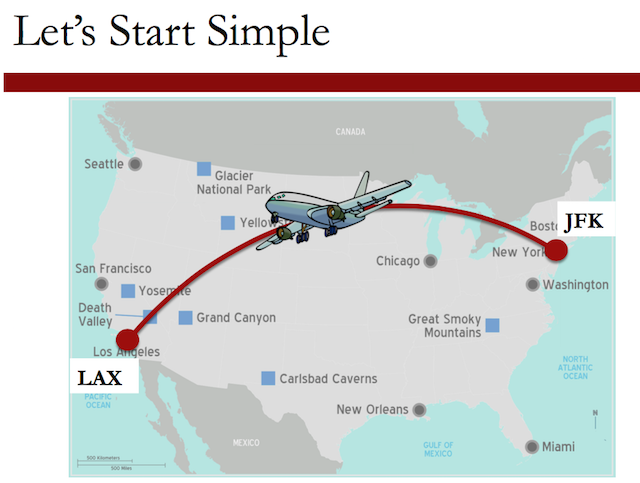 Let's Start Simple
CANADA
Seattle
Glacier
National Park
Yellows
Bosto
JFK
New York
Chicago
San Francisco
Yosemite
Washington
Death
Valley
Grand Canyon
Great Smoky
Mountains
Los Angeles
LAX
Carlsbad Caverns
NORTH
ATLANTIC
OCEAN
PACIFIC
OCEAN
New Orleans
N
MEXICO
GULF OF
MEXICO
Miami
500 Kilometers
500 Miles